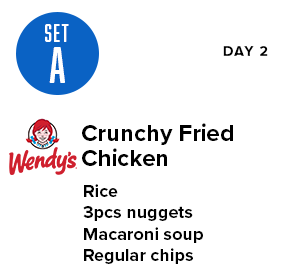 SET
A
DAY 2
Wendy's
Crunchy Fried
Chicken
Rice
3pcs nuggets
Macaroni soup
Regular chips